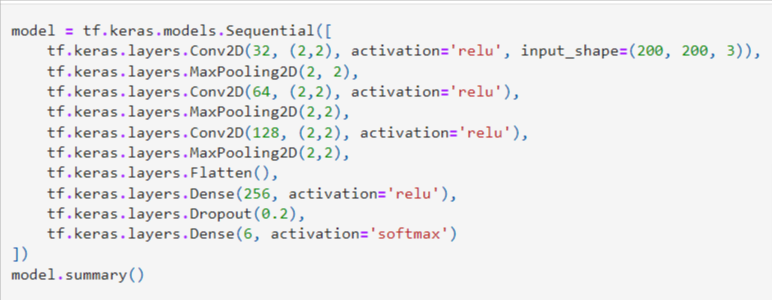 model = tf.keras.models.Sequential([
    tf.keras.layers.Conv2D(32, (2,2), activation='relu', input_shape=(200, 200, 3)),
    tf.keras.layers.MaxPooling2D(2, 2),
    tf.keras.layers.Conv2D(64, (2,2), activation='relu'),
    tf.keras.layers.MaxPooling2D(2,2),
    tf.keras.layers.Conv2D(128, (2,2), activation='relu'),
    tf.keras.layers.MaxPooling2D(2,2),
    tf.keras.layers.Flatten(),
    tf.keras.layers.Dense(256, activation='relu'),
    tf.keras.layers.Dropout(0.2),
    tf.keras.layers.Dense(6, activation='softmax')
])
model.summary()